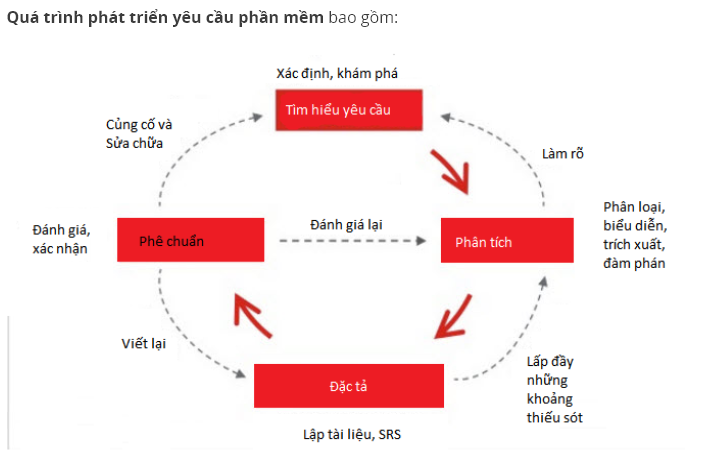 Quá trình phát triển yêu cầu phần mềm bao gồm:
Xác định, khám phá
Tìm hiểu yêu cầu
Củng cố và
Sửa chữa
Làm rõ
Đánh giá,
xác nhận
Phê chuẩn
Đánh giá lại
Phân tích
Phân loại,
biểu diễn,
trích xuất,
đàm phán
Viết lại
Đặc tả
Lấp đầy
những
khoảng
thiếu sót
Lập tài liệu, SRS